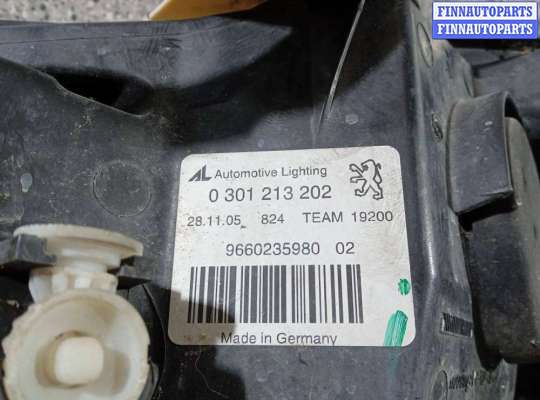 FINNAUTOPARTS
FINNAUTOPARTS
AL Automotive Lighting
0 301 213 202
28.11.05 824 TEAM 19200
9660235980 02
Made in Germany